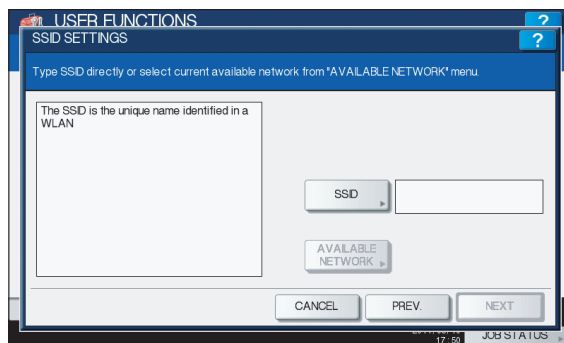 USER FUNCTIONS
?
SSID SETTINGS
?
Type SSID directly or select current available network from "AVAILABLE NETWORK" menu.
The SSID is the unique name identified in a
WLAN
SSID
AVAILABLE
NETWORK
CANCEL
PREV.
NEXT
17 : 50
JOB STATUS